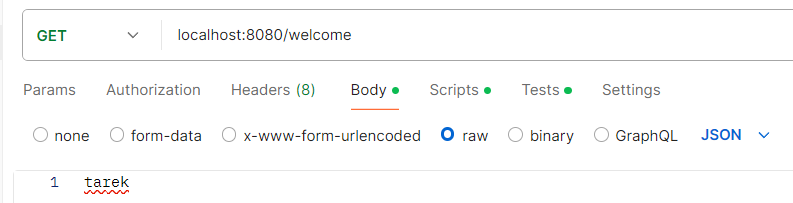 GET localhost:8080/welcome
Params Authorization Headers (8) Body Scripts Tests Settings
none form-data x-www-form-urlencoded raw binary GraphQL JSON
1 tarek